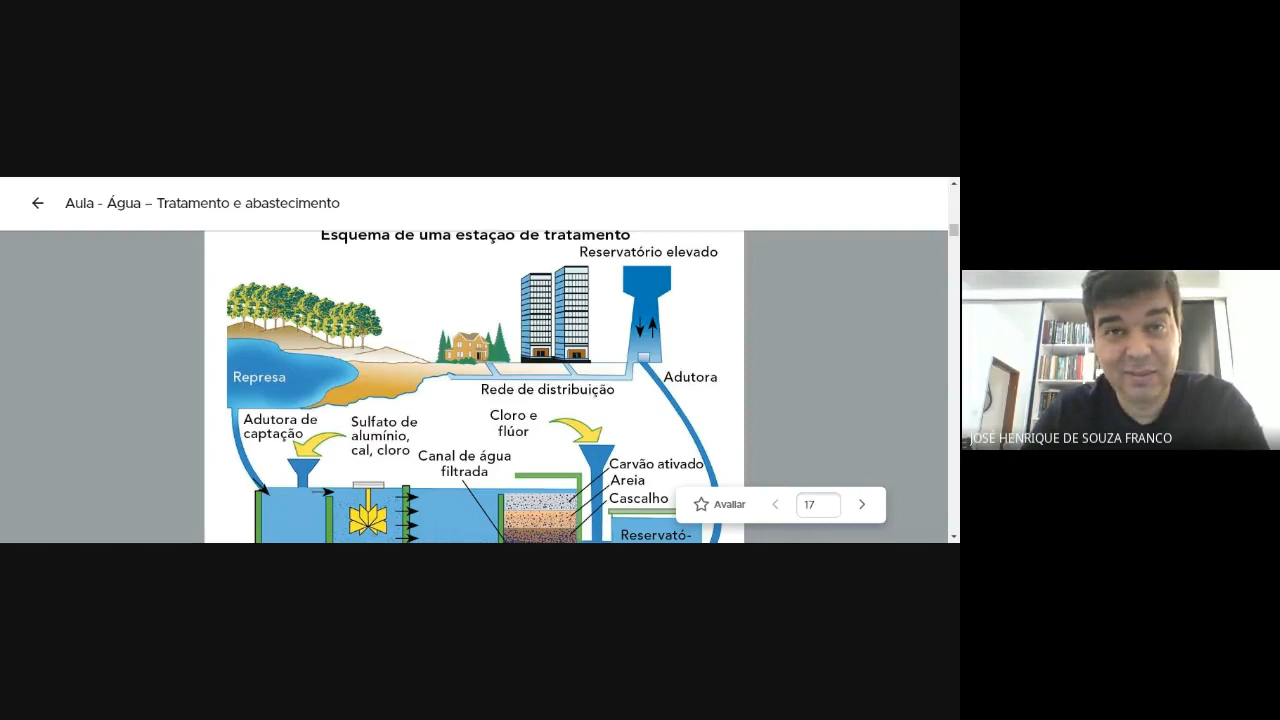 Aula - Água – Tratamento e abastecimento
Esquema de uma estação de tratamento
Reservatório elevado
Represa
Rede de distribuição
Adutora
Adutora de
captação
Sulfato de
alumínio,
cal, cloro
Cloro e
flúor
Canal de água
filtrada
Carvão ativado
Areia
Cascalho
Reservató-
Avaliar
17
JOSÉ HENRIQUE DE SOUZA FRANCO